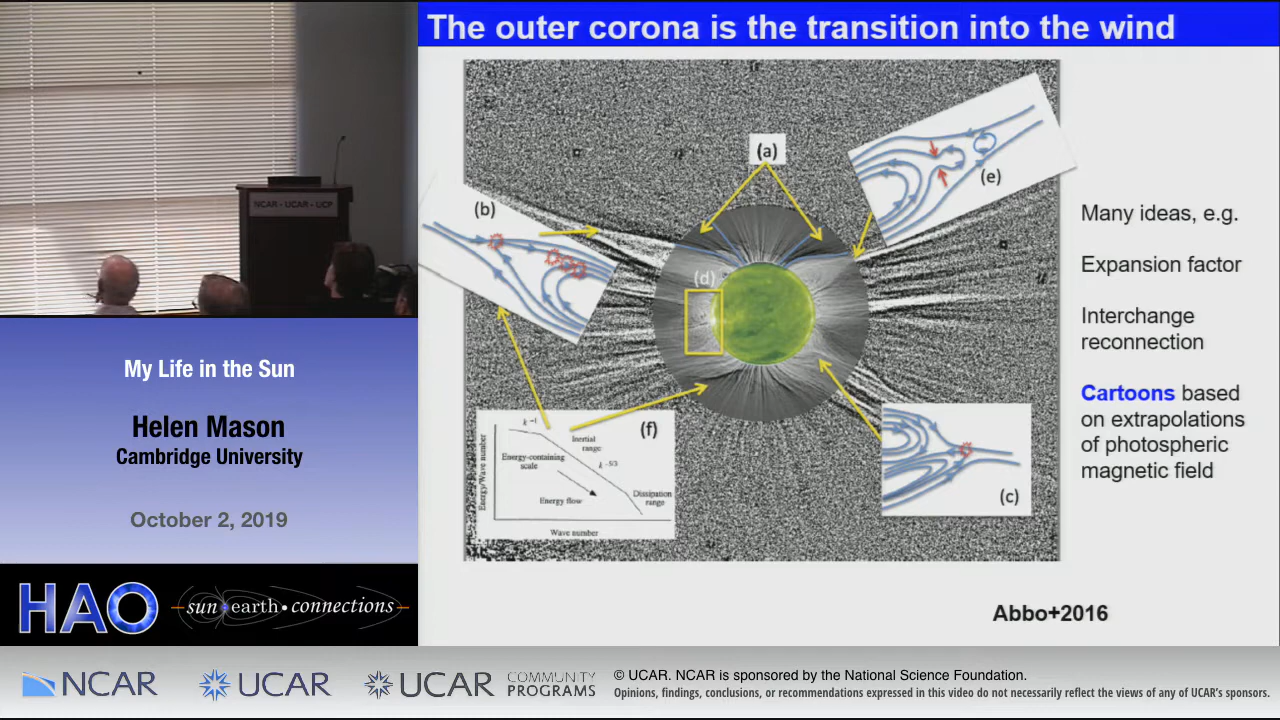 The outer corona is the transition into the wind
(a)
(b)
(e)
(d)
(f)
(c)
k⁻¹
Inertial
range
k⁻⁵ᐟ³
Energy-containing
scale
Energy flow
Dissipation
range
Energy/Wave number
Wave number
Many ideas, e.g.
Expansion factor
Interchange
reconnection
Cartoons based
on extrapolations
of photospheric
magnetic field
Abbo+2016
NCAR - UCAR - UCP
My Life in the Sun
Helen Mason
Cambridge University
October 2, 2019
HAO
sun•earth•connections
NCAR
UCAR
UCAR
COMMUNITY
PROGRAMS
© UCAR. NCAR is sponsored by the National Science Foundation.
Opinions, findings, conclusions, or recommendations expressed in this video do not necessarily reflect the views of any of UCAR's sponsors.